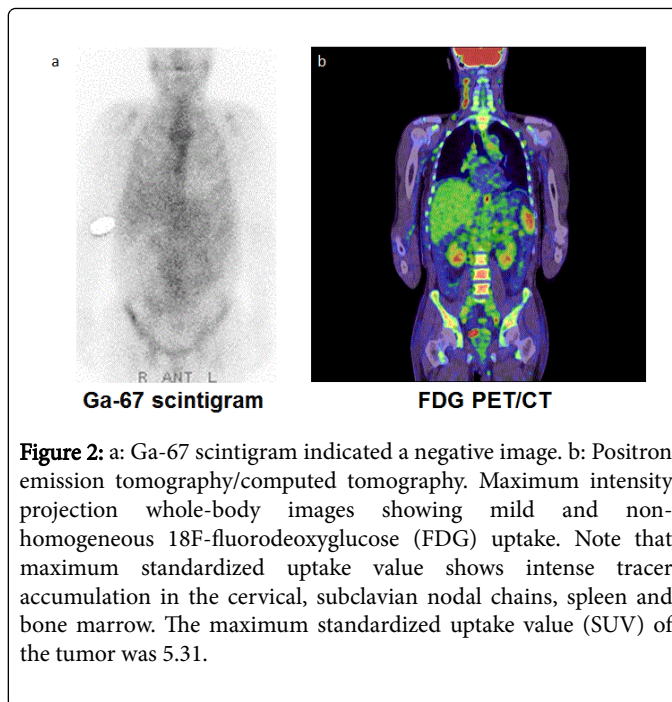 a
b
R ANT L
Ga-67 scintigram
FDG PET/CT
Figure 2: a: Ga-67 scintigram indicated a negative image. b: Positron
emission tomography/computed tomography. Maximum intensity
projection whole-body images showing mild and non-
homogeneous 18F-fluorodeoxyglucose (FDG) uptake. Note that
maximum standardized uptake value shows intense tracer
accumulation in the cervical, subclavian nodal chains, spleen and
bone marrow. The maximum standardized uptake value (SUV) of
the tumor was 5.31.